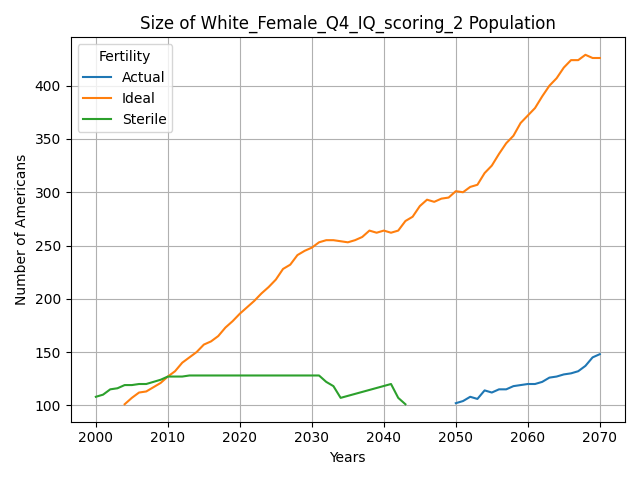 Size of White_Female_Q4_IQ_scoring_2 Population
Fertility
Actual
Ideal
Sterile
Number of Americans
400
350
300
250
200
150
100
2000 2010 2020 2030 2040 2050 2060 2070
Years